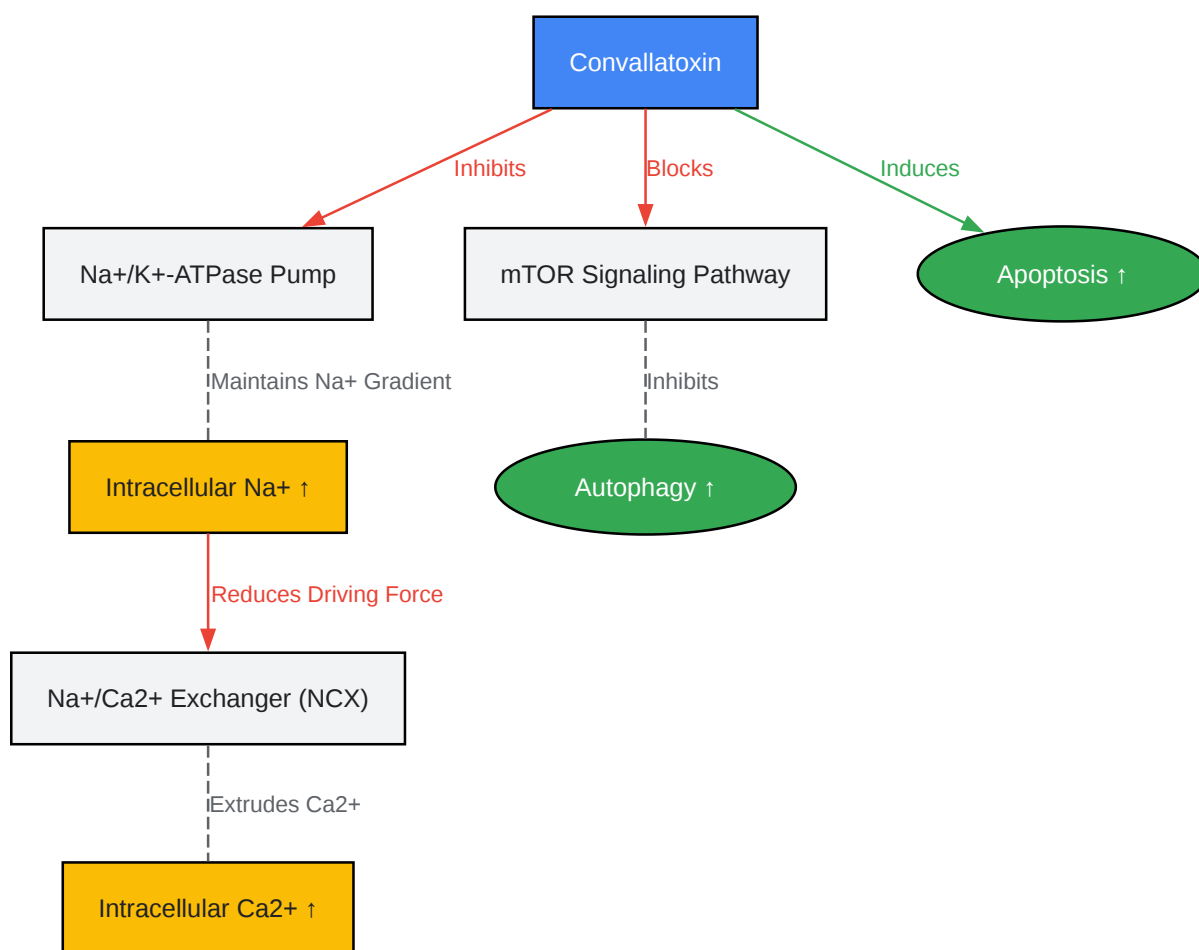 Convallatoxin
Inhibits
Blocks
Induces
Na+/K+-ATPase Pump
mTOR Signaling Pathway
Apoptosis ↑
Maintains Na+ Gradient
Inhibits
Intracellular Na+ ↑
Autophagy ↑
Reduces Driving Force
Na+/Ca2+ Exchanger (NCX)
Extrudes Ca2+
Intracellular Ca2+ ↑